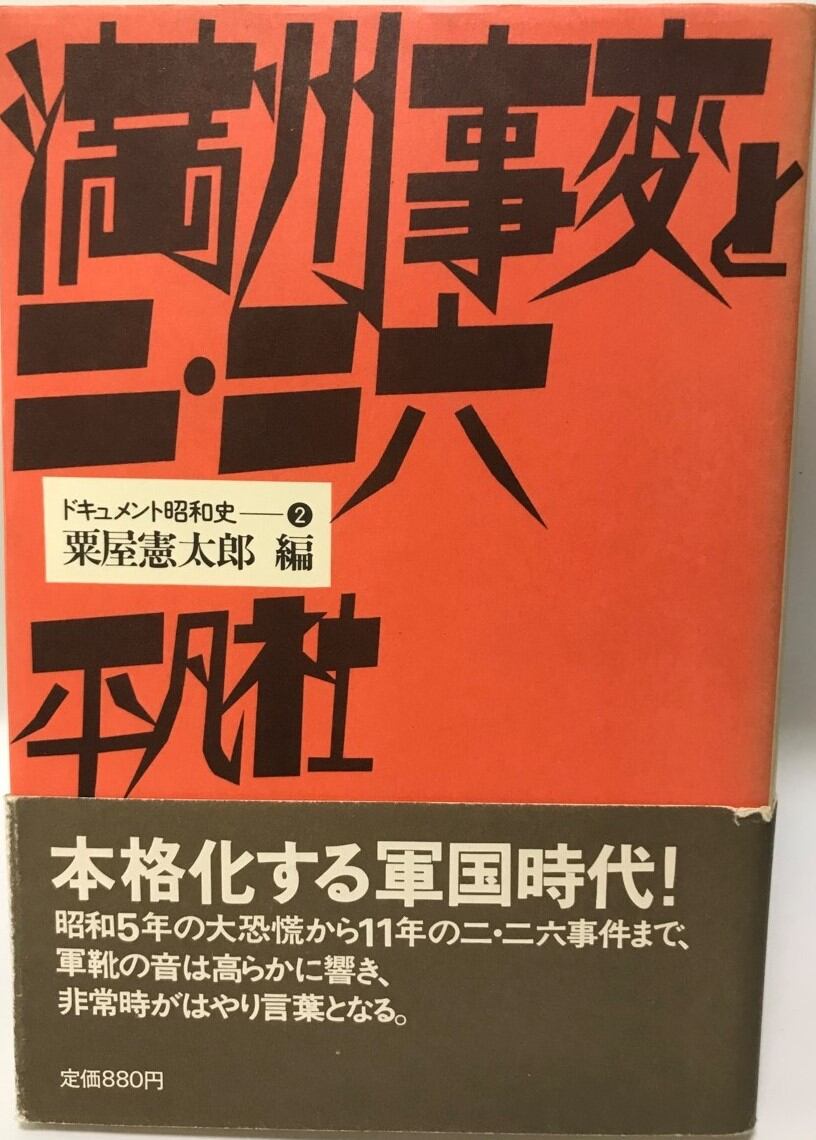 満州事変と
二・二六
ドキュメント昭和史──❷
粟屋憲太郎 編
平凡社
本格化する軍国時代!
昭和5年の大恐慌から11年の二・二六事件まで、
軍靴の音は高らかに響き、
非常時がはやり言葉となる。
定価880円